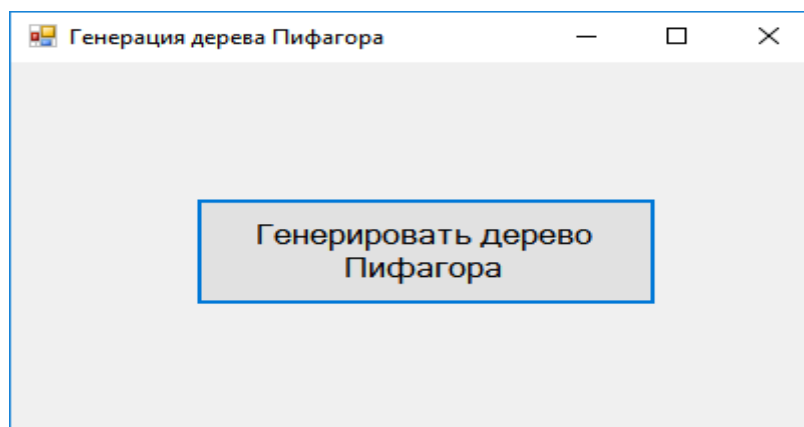 Генерация дерева Пифагора
Генерировать дерево
Пифагора